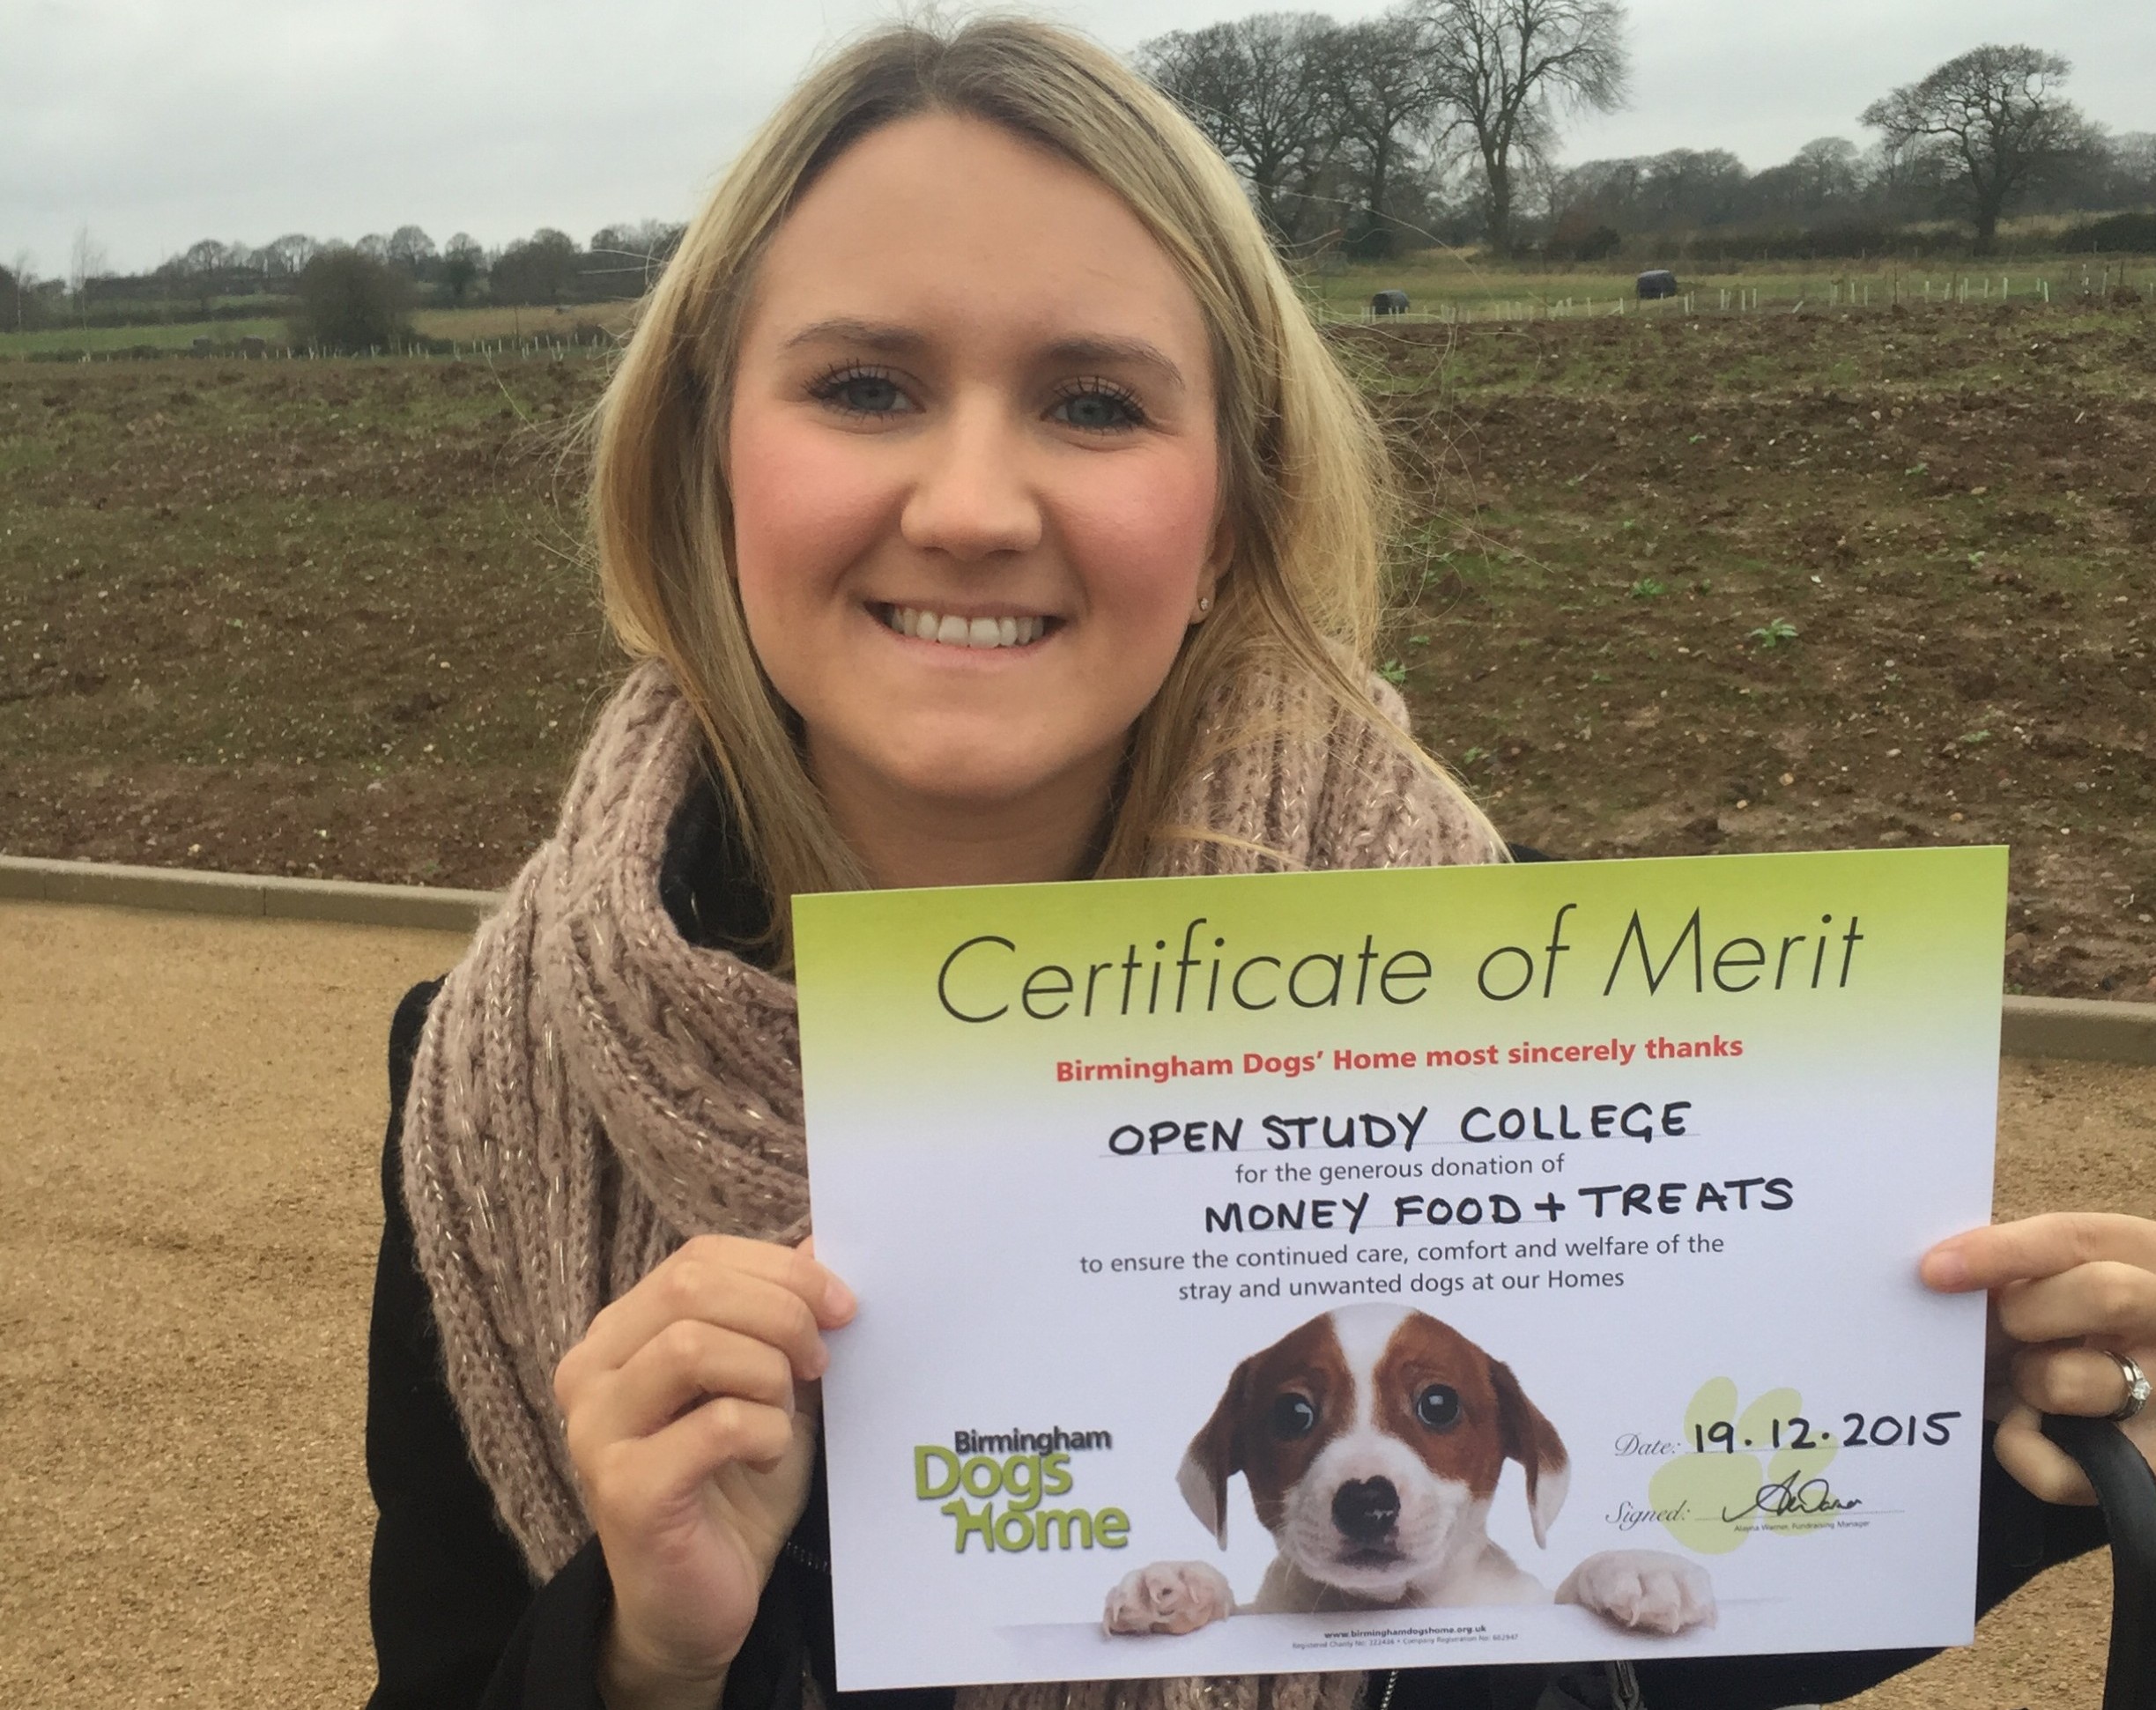 Certificate of Merit
Birmingham Dogs' Home most sincerely thanks
OPEN STUDY COLLEGE
for the generous donation of
MONEY FOOD + TREATS
to ensure the continued care, comfort and welfare of the
stray and unwanted dogs at our Homes
Birmingham
Dogs
Home
Date: 19.12.2015
Signed:
Alayna Warner, Fundraising Manager
www.birminghamdogshome.org.uk
Registered Charity No: 222436 • Company Registration No: 662947